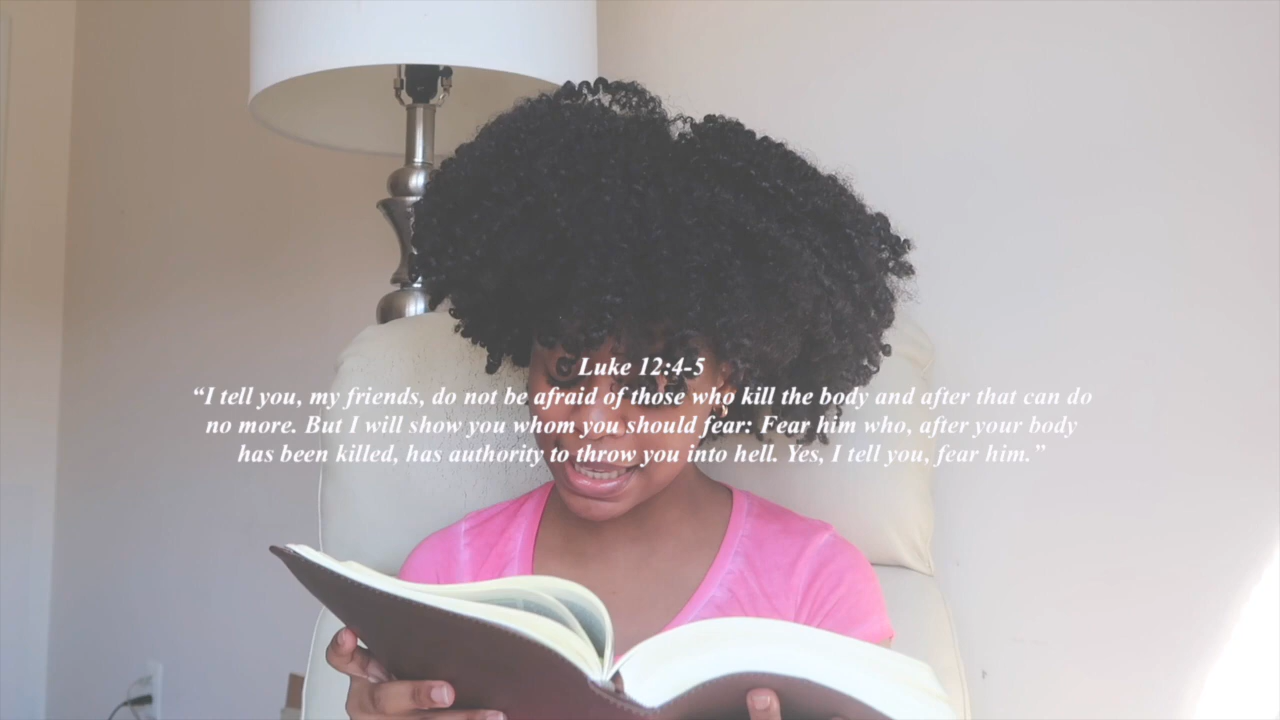 Luke 12:4-5
“I tell you, my friends, do not be afraid of those who kill the body and after that can do
no more. But I will show you whom you should fear: Fear him who, after your body
has been killed, has authority to throw you into hell. Yes, I tell you, fear him.”